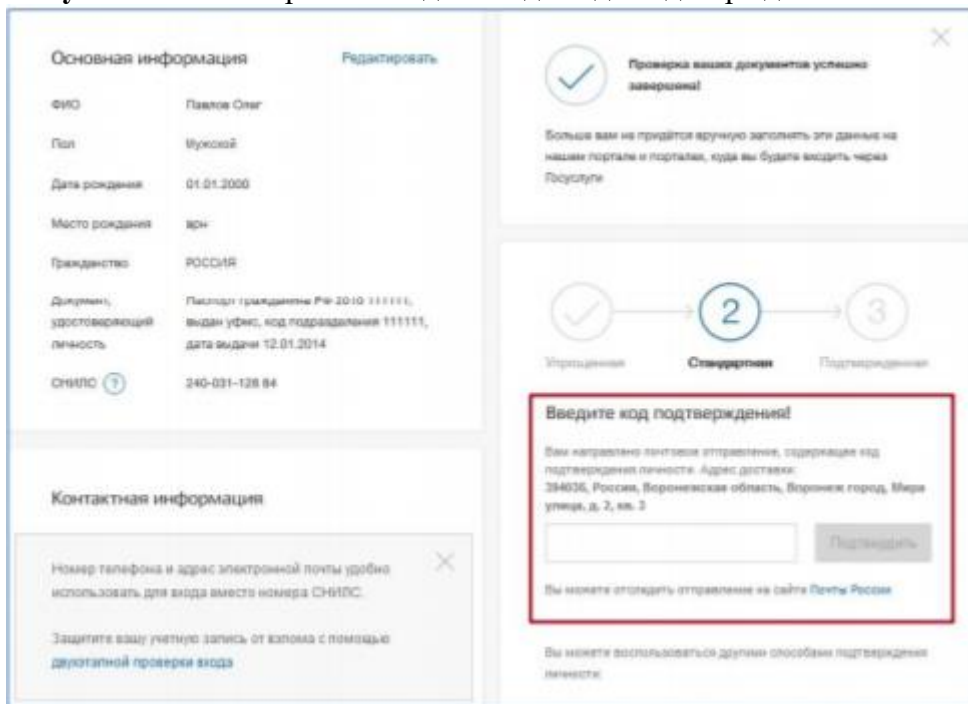 Основная информация
Редактировать
ФИО
Павлов Олег
Пол
Мужской
Дата рождения
01.01.2000
Место рождения
врн
Гражданство
РОССИЯ
Документ,
удостоверяющий
личность
Паспорт гражданина РФ 2010 111111,
выдан уфмс, код подразделения 111111,
дата выдачи 12.01.2014
СНИЛС ?
240-031-128 84
Контактная информация
Номер телефона и адрес электронной почты удобно
использовать для входа вместо номера СНИЛС.
Защитите вашу учетную запись от взлома с помощью
двухэтапной проверки входа
Проверка ваших документов успешно
завершена!
Больше вам не придётся вручную заполнять эти данные на
нашем портале и порталах, куда вы будете входить через
Госуслуги
2
3
Упрощенная
Стандартная
Подтвержденная
Введите код подтверждения!
Вам направлено почтовое отправление, содержащее код
подтверждения личности. Адрес доставки:
394036, Россия, Воронежская область, Воронеж город, Мира
улица, д. 2, кв. 3
Подтвердить
Вы можете отследить отправление на сайте Почты России
Вы можете воспользоваться другими способами подтверждения
личности: